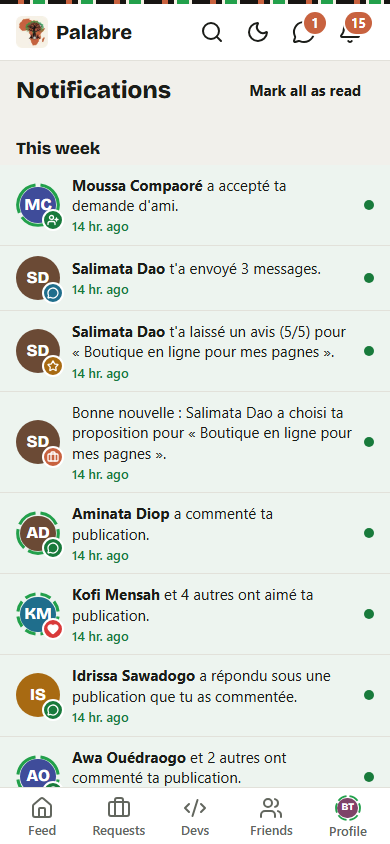 Palabre
1
15
Notifications
Mark all as read
This week
MC
Moussa Compaoré a accepté ta
demande d'ami.
14 hr. ago
SD
Salimata Dao t'a envoyé 3 messages.
14 hr. ago
SD
Salimata Dao t'a laissé un avis (5/5) pour
« Boutique en ligne pour mes pagnes ».
14 hr. ago
SD
Bonne nouvelle : Salimata Dao a choisi ta
proposition pour « Boutique en ligne pour
mes pagnes ».
14 hr. ago
AD
Aminata Diop a commenté ta
publication.
14 hr. ago
KM
Kofi Mensah et 4 autres ont aimé ta
publication.
14 hr. ago
IS
Idrissa Sawadogo a répondu sous une
publication que tu as commentée.
14 hr. ago
AO
Awa Ouédraogo et 2 autres ont
commenté ta publication.
Feed
Requests
Devs
Friends
BT
Profile